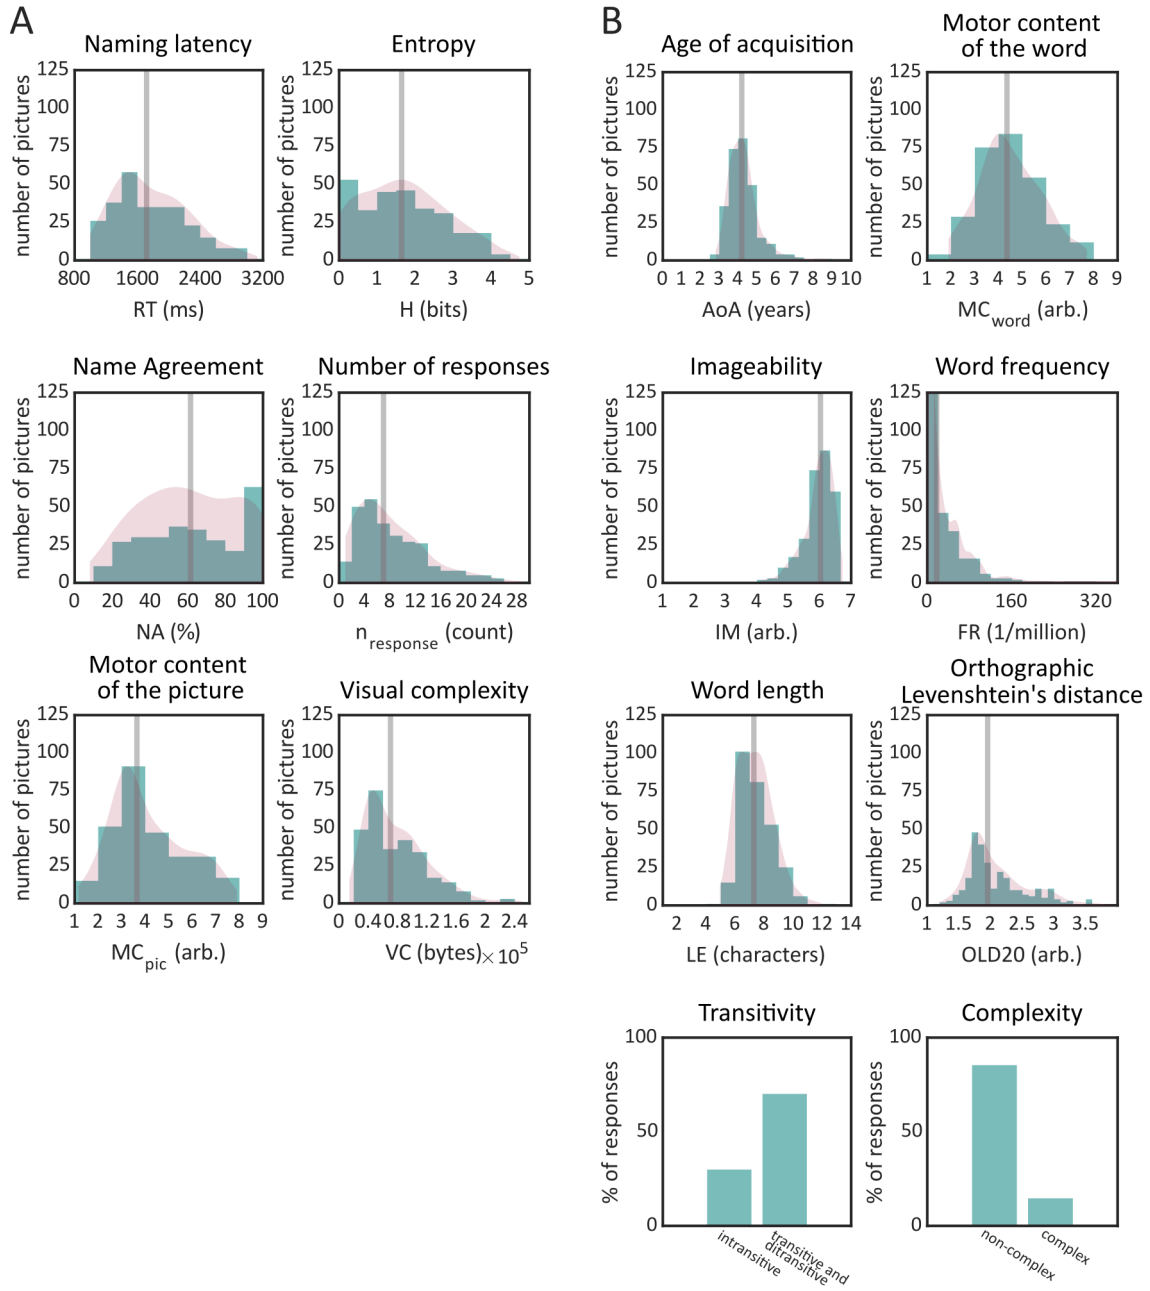 A
Naming latency
number of pictures
125
100
75
50
25
0
800 1600 2400 3200
RT (ms)
Entropy
number of pictures
125
100
75
50
25
0
0 1 2 3 4 5
H (bits)
Name Agreement
number of pictures
125
100
75
50
25
0
0 20 40 60 80 100
NA (%)
Number of responses
number of pictures
125
100
75
50
25
0
0 4 8 12 16 20 24 28
nresponse (count)
Motor content
of the picture
number of pictures
125
100
75
50
25
0
1 2 3 4 5 6 7 8 9
MCpic (arb.)
Visual complexity
number of pictures
125
100
75
50
25
0
0 0.4 0.8 1.2 1.6 2 2.4
VC (bytes)×10⁵
B
Age of acquisition
number of pictures
125
100
75
50
25
0
0 1 2 3 4 5 6 7 8 9 10
AoA (years)
Motor content
of the word
number of pictures
125
100
75
50
25
0
1 2 3 4 5 6 7 8 9
MCword (arb.)
Imageability
number of pictures
125
100
75
50
25
0
1 2 3 4 5 6 7
IM (arb.)
Word frequency
number of pictures
125
100
75
50
25
0
0 160 320
FR (1/million)
Word length
number of pictures
125
100
75
50
25
0
2 4 6 8 10 12 14
LE (characters)
Orthographic
Levenshtein's distance
number of pictures
125
100
75
50
25
0
1 1.5 2 2.5 3 3.5
OLD20 (arb.)
Transitivity
% of responses
100
50
0
intransitive
transitive and
ditransitive
Complexity
% of responses
100
50
0
non-complex
complex